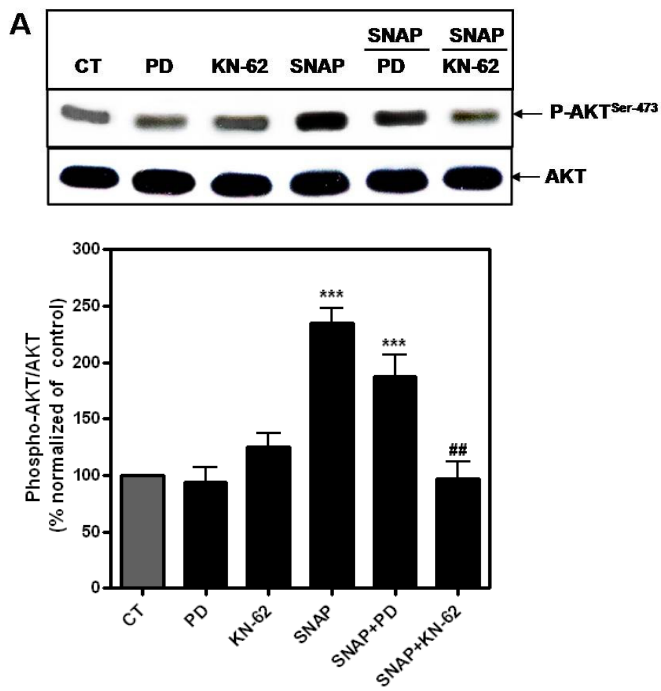 A
SNAP SNAP
CT PD KN-62 SNAP PD KN-62
P-AKTSer-473
AKT
300
250
200
150
100
50
0
Phospho-AKT/AKT
(% normalized of control)
***
***
##
CT PD KN-62 SNAP SNAP+PD SNAP+KN-62